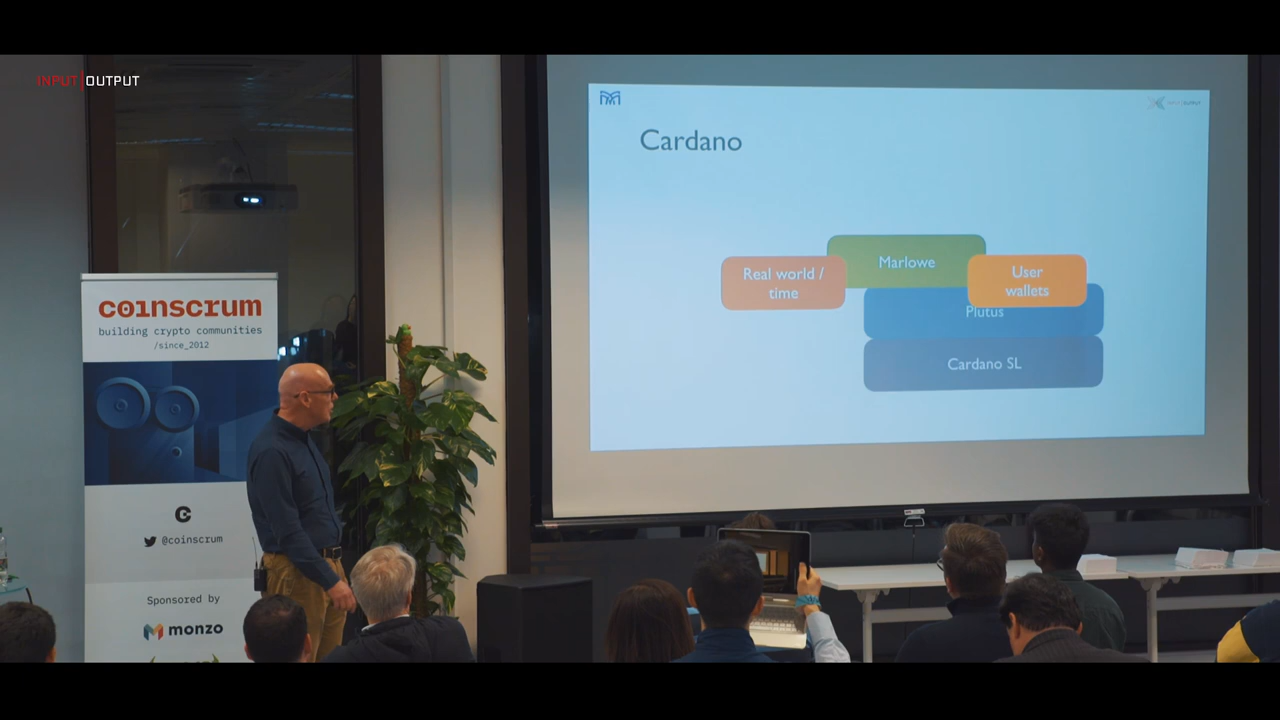 INPUT|OUTPUT
Cardano
Marlowe
Real world /
time
User
wallets
Plutus
Cardano SL
coinscrum
building crypto communities
/since_2012
@coinscrum
Sponsored by
monzo